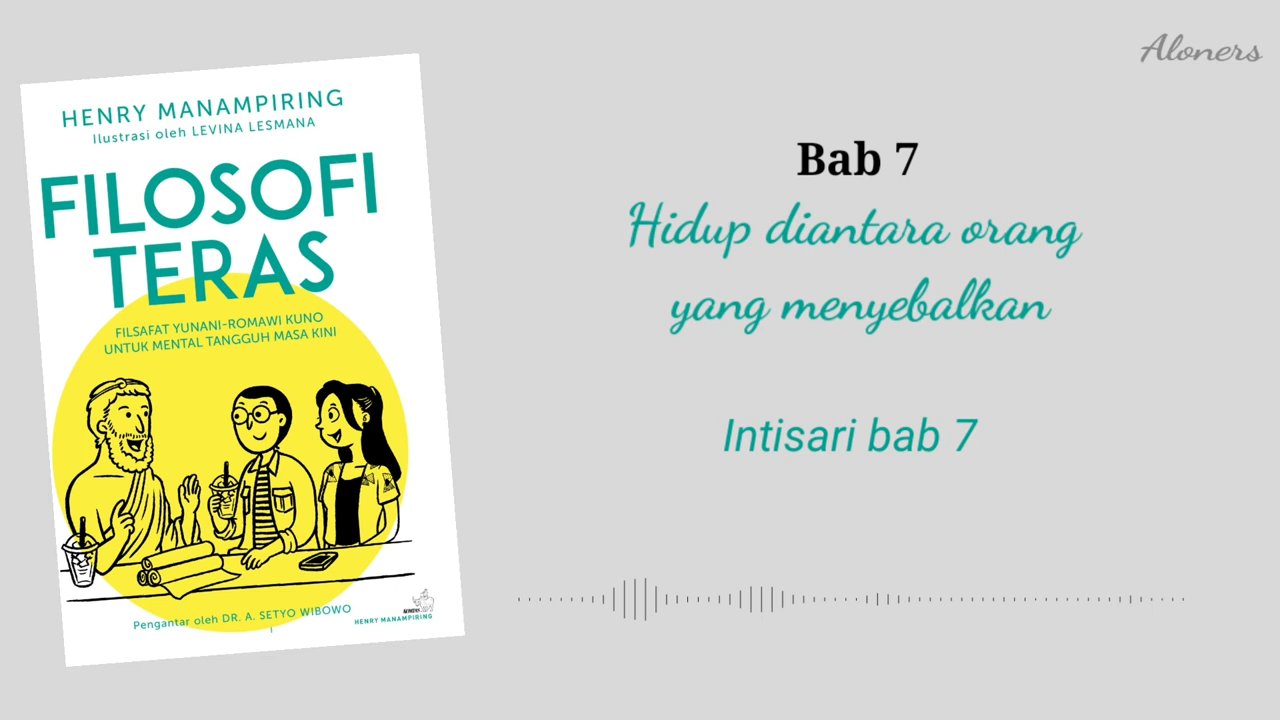 HENRY MANAMPIRING
Ilustrasi oleh LEVINA LESMANA
FILOSOFI
TERAS
FILSAFAT YUNANI-ROMAWI KUNO
UNTUK MENTAL TANGGUH MASA KINI
Pengantar oleh DR. A. SETYO WIBOWO
KOMPAS
HENRY MANAMPIRING
Aloners
Bab 7
Hidup diantara orang
yang menyebalkan
Intisari bab 7